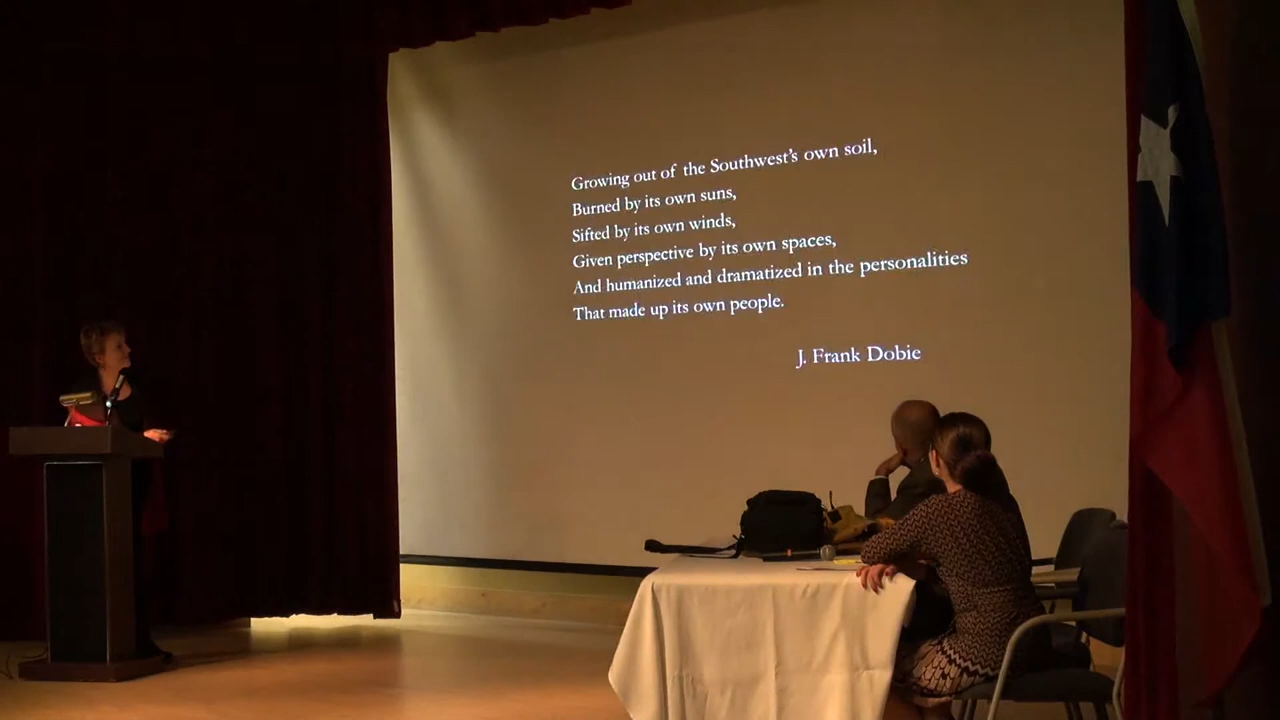 Growing out of the Southwest's own soil,
Burned by its own suns,
Sifted by its own winds,
Given perspective by its own spaces,
And humanized and dramatized in the personalities
That made up its own people.
J. Frank Dobie